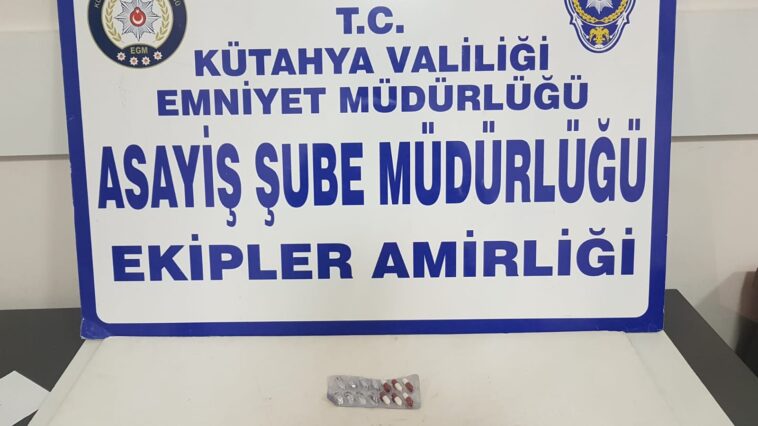 T.C.
KÜTAHYA VALİLİĞİ
EMNİYET MÜDÜRLÜĞÜ
ASAYİŞ ŞUBE MÜDÜRLÜĞÜ
EKİPLER AMİRLİĞİ
EGM